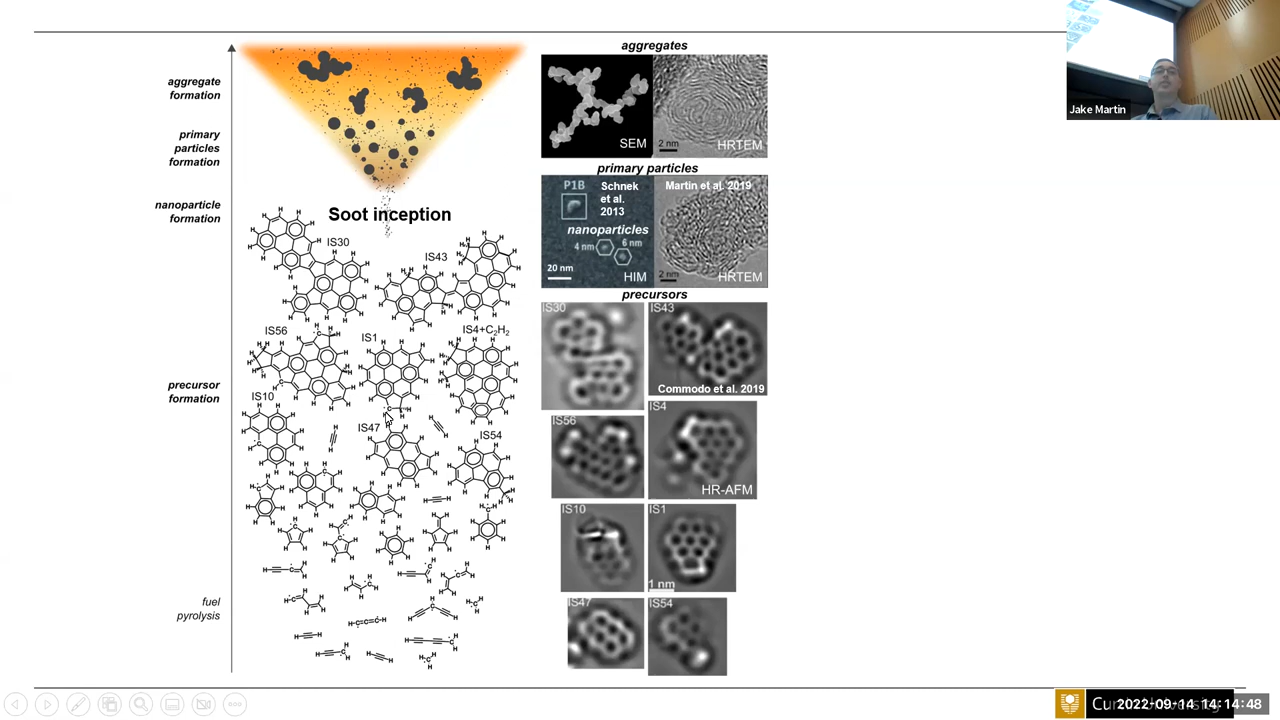 aggregates
aggregate
formation
SEM
HRTEM
2 nm
primary
particles
formation
primary particles
P1B
Schnek
et al.
2013
Martin et al. 2019
nanoparticle
formation
Soot inception
nanoparticles
4 nm
6 nm
20 nm
HIM
2 nm
HRTEM
precursors
IS30
IS43
IS56
IS1
IS4+C₂H₂
IS10
IS47
IS54
precursor
formation
IS30
IS43
Commodo et al. 2019
IS56
IS4
HR-AFM
IS10
IS1
1 nm
IS47
IS54
fuel
pyrolysis
Jake Martin
2022-09-14 14:14:48